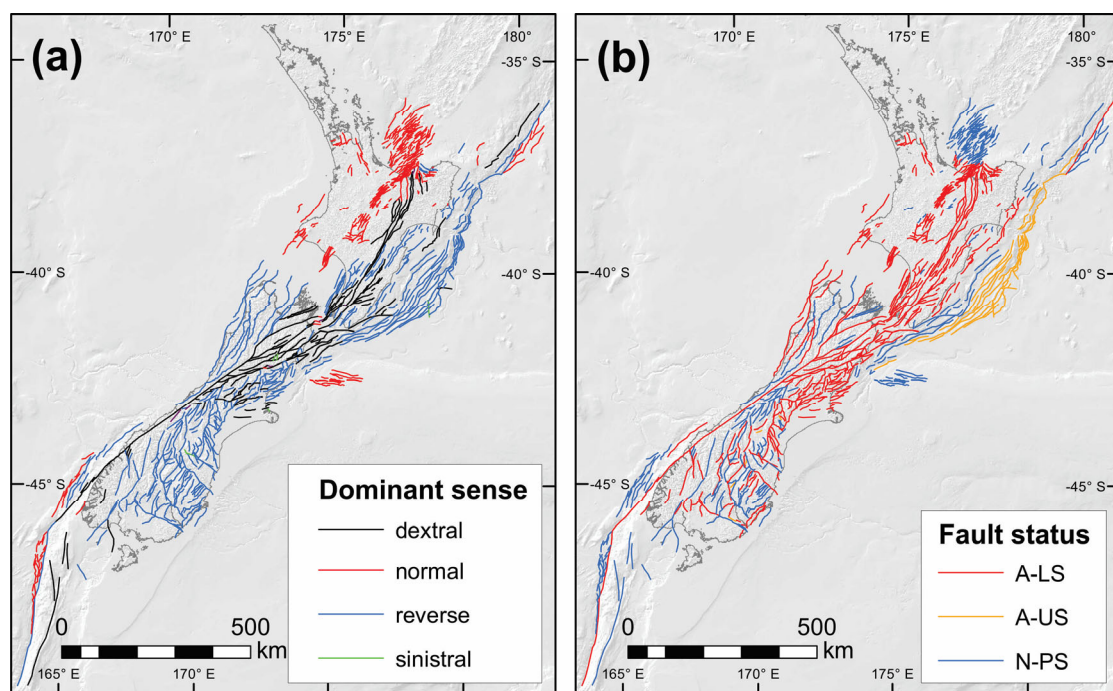 170° E 175° E 180°
(a)
-35° S
-40° S -40° S
-45° S -45° S
Dominant sense
dextral
normal
reverse
sinistral
0 500
km
165° E 170° E
170° E 175° E 180°
(b)
-35° S
-40° S -40° S
-45° S -45° S
Fault status
A-LS
A-US
N-PS
0 500
km
165° E 170° E 175° E